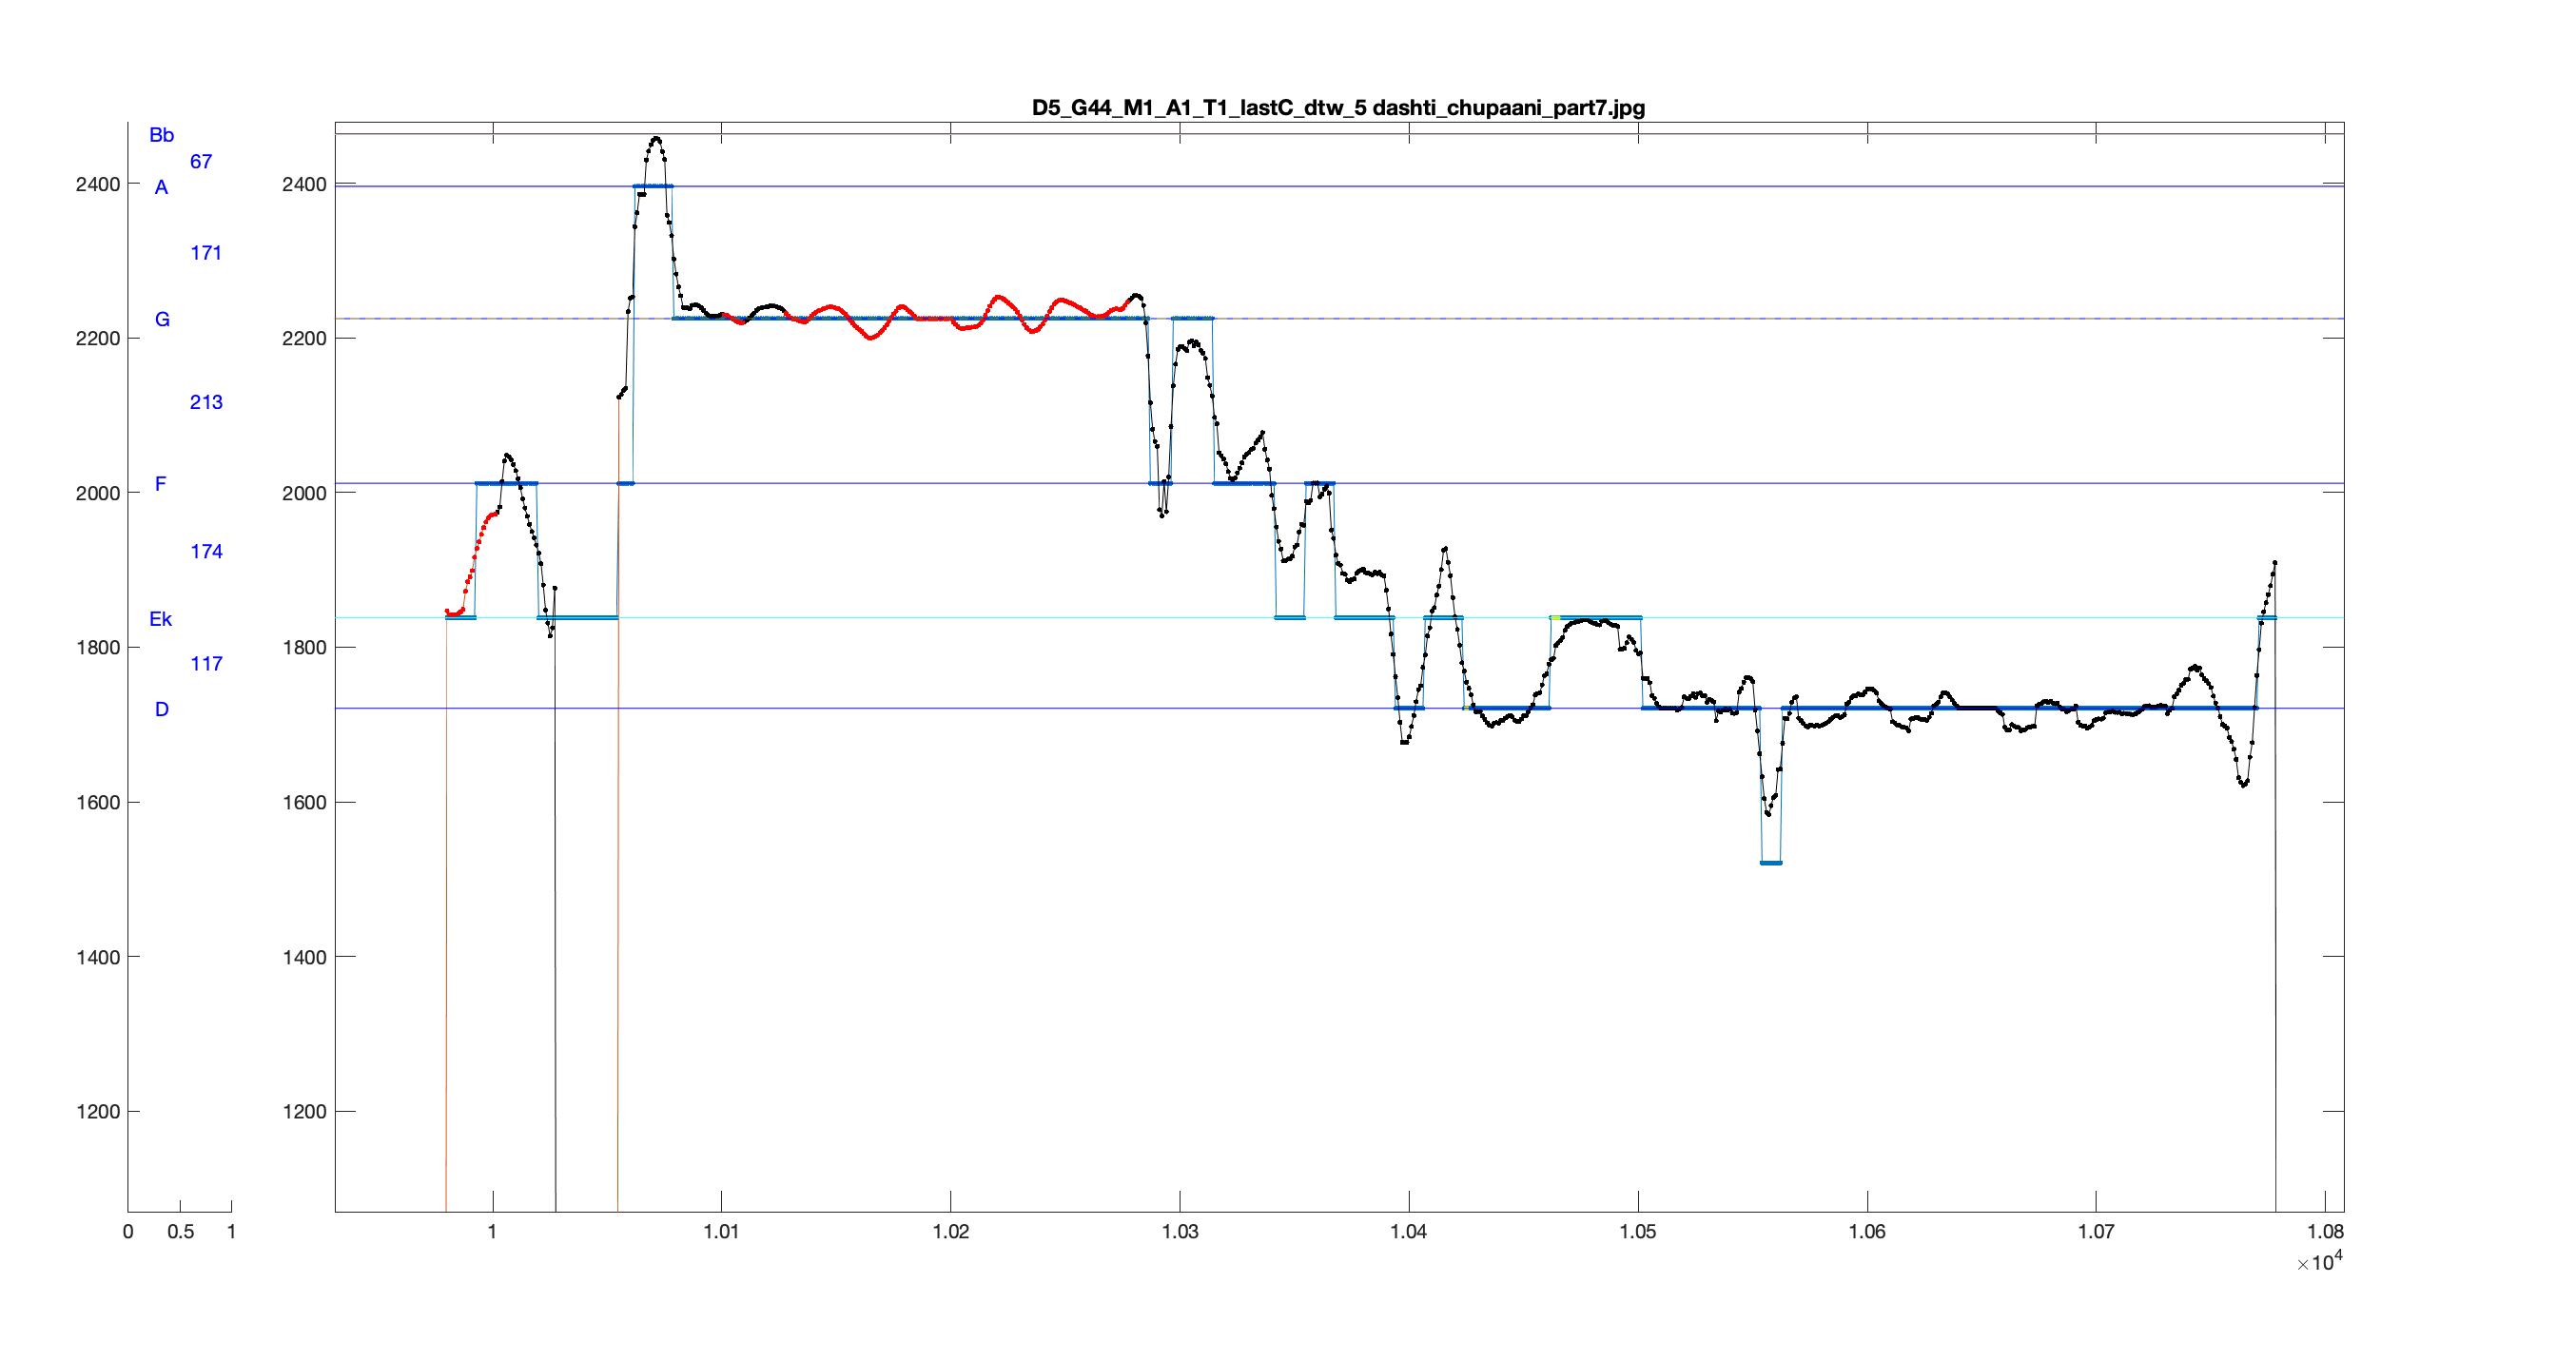 D5_G44_M1_A1_T1_lastC_dtw_5 dashti_chupaani_part7.jpg
Bb
67
2400 A 2400
171
G
2200 2200
213
F
2000 2000
174
Ek
1800 1800
117
D
1600 1600
1400 1400
1200 1200
0 0.5 1 1 1.01 1.02 1.03 1.04 1.05 1.06 1.07 1.08
×10⁴